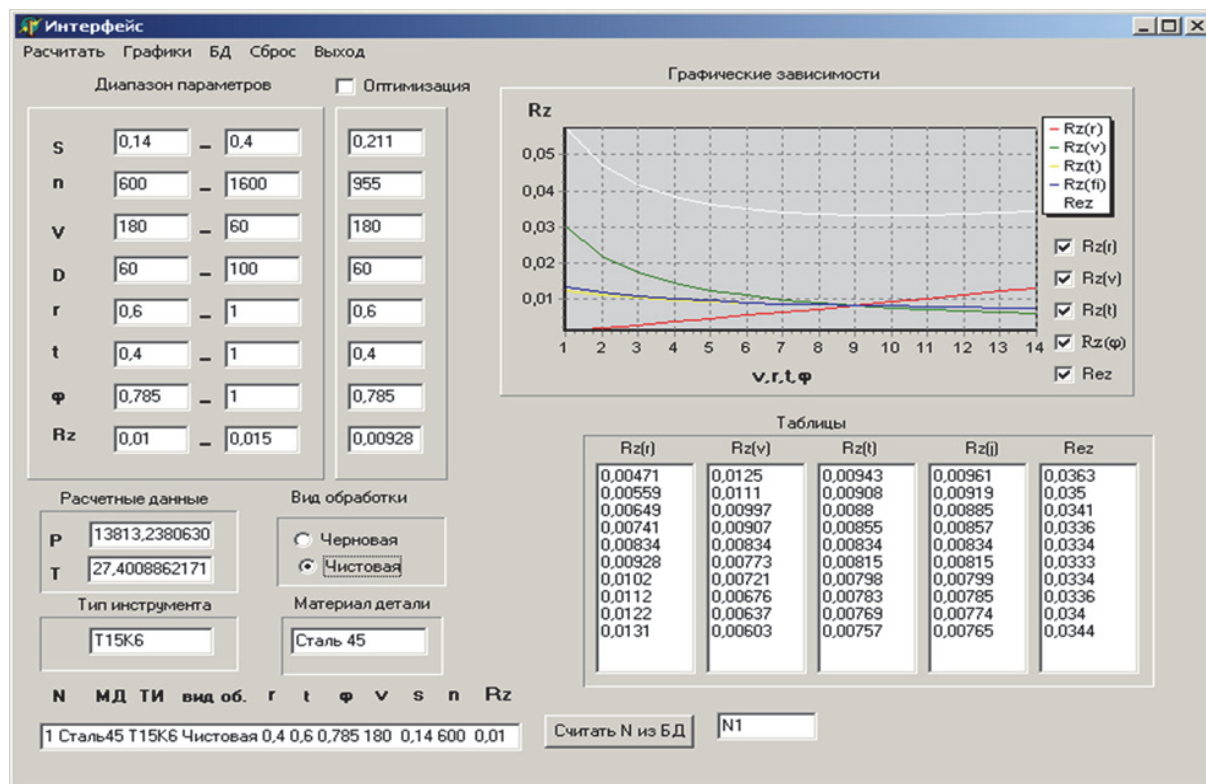 Интерфейс
Расчитать Графики БД Сброс Выход
Диапазон параметров
Оптимизация
S 0,14 – 0,4 0,211
n 600 – 1600 955
V 180 – 60 180
D 60 – 100 60
r 0,6 – 1 0,6
t 0,4 – 1 0,4
φ 0,785 – 1 0,785
Rz 0,01 – 0,015 0,00928
Графические зависимости
Rz
0,05
0,04
0,03
0,02
0,01
1 2 3 4 5 6 7 8 9 10 11 12 13 14
v,r,t,φ
Rz(r)
Rz(v)
Rz(t)
Rz(fi)
Rez
Rz(r)
Rz(v)
Rz(t)
Rz(φ)
Rez
Расчетные данные
P 13813,2380630
T 27,4008862171
Вид обработки
Черновая
Чистовая
Тип инструмента
T15K6
Материал детали
Сталь 45
Таблицы
Rz(r) Rz(v) Rz(t) Rz(j) Rez
0,00471 0,0125 0,00943 0,00961 0,0363
0,00559 0,0111 0,00908 0,00919 0,035
0,00649 0,00997 0,0088 0,00885 0,0341
0,00741 0,00907 0,00855 0,00857 0,0336
0,00834 0,00834 0,00834 0,00834 0,0334
0,00928 0,00773 0,00815 0,00815 0,0333
0,0102 0,00721 0,00798 0,00799 0,0334
0,0112 0,00676 0,00783 0,00785 0,0336
0,0122 0,00637 0,00769 0,00774 0,034
0,0131 0,00603 0,00757 0,00765 0,0344
N МД ТИ вид об. r t φ v s n Rz
1 Сталь45 T15K6 Чистовая 0,4 0,6 0,785 180 0,14 600 0,01
Считать N из БД
N1